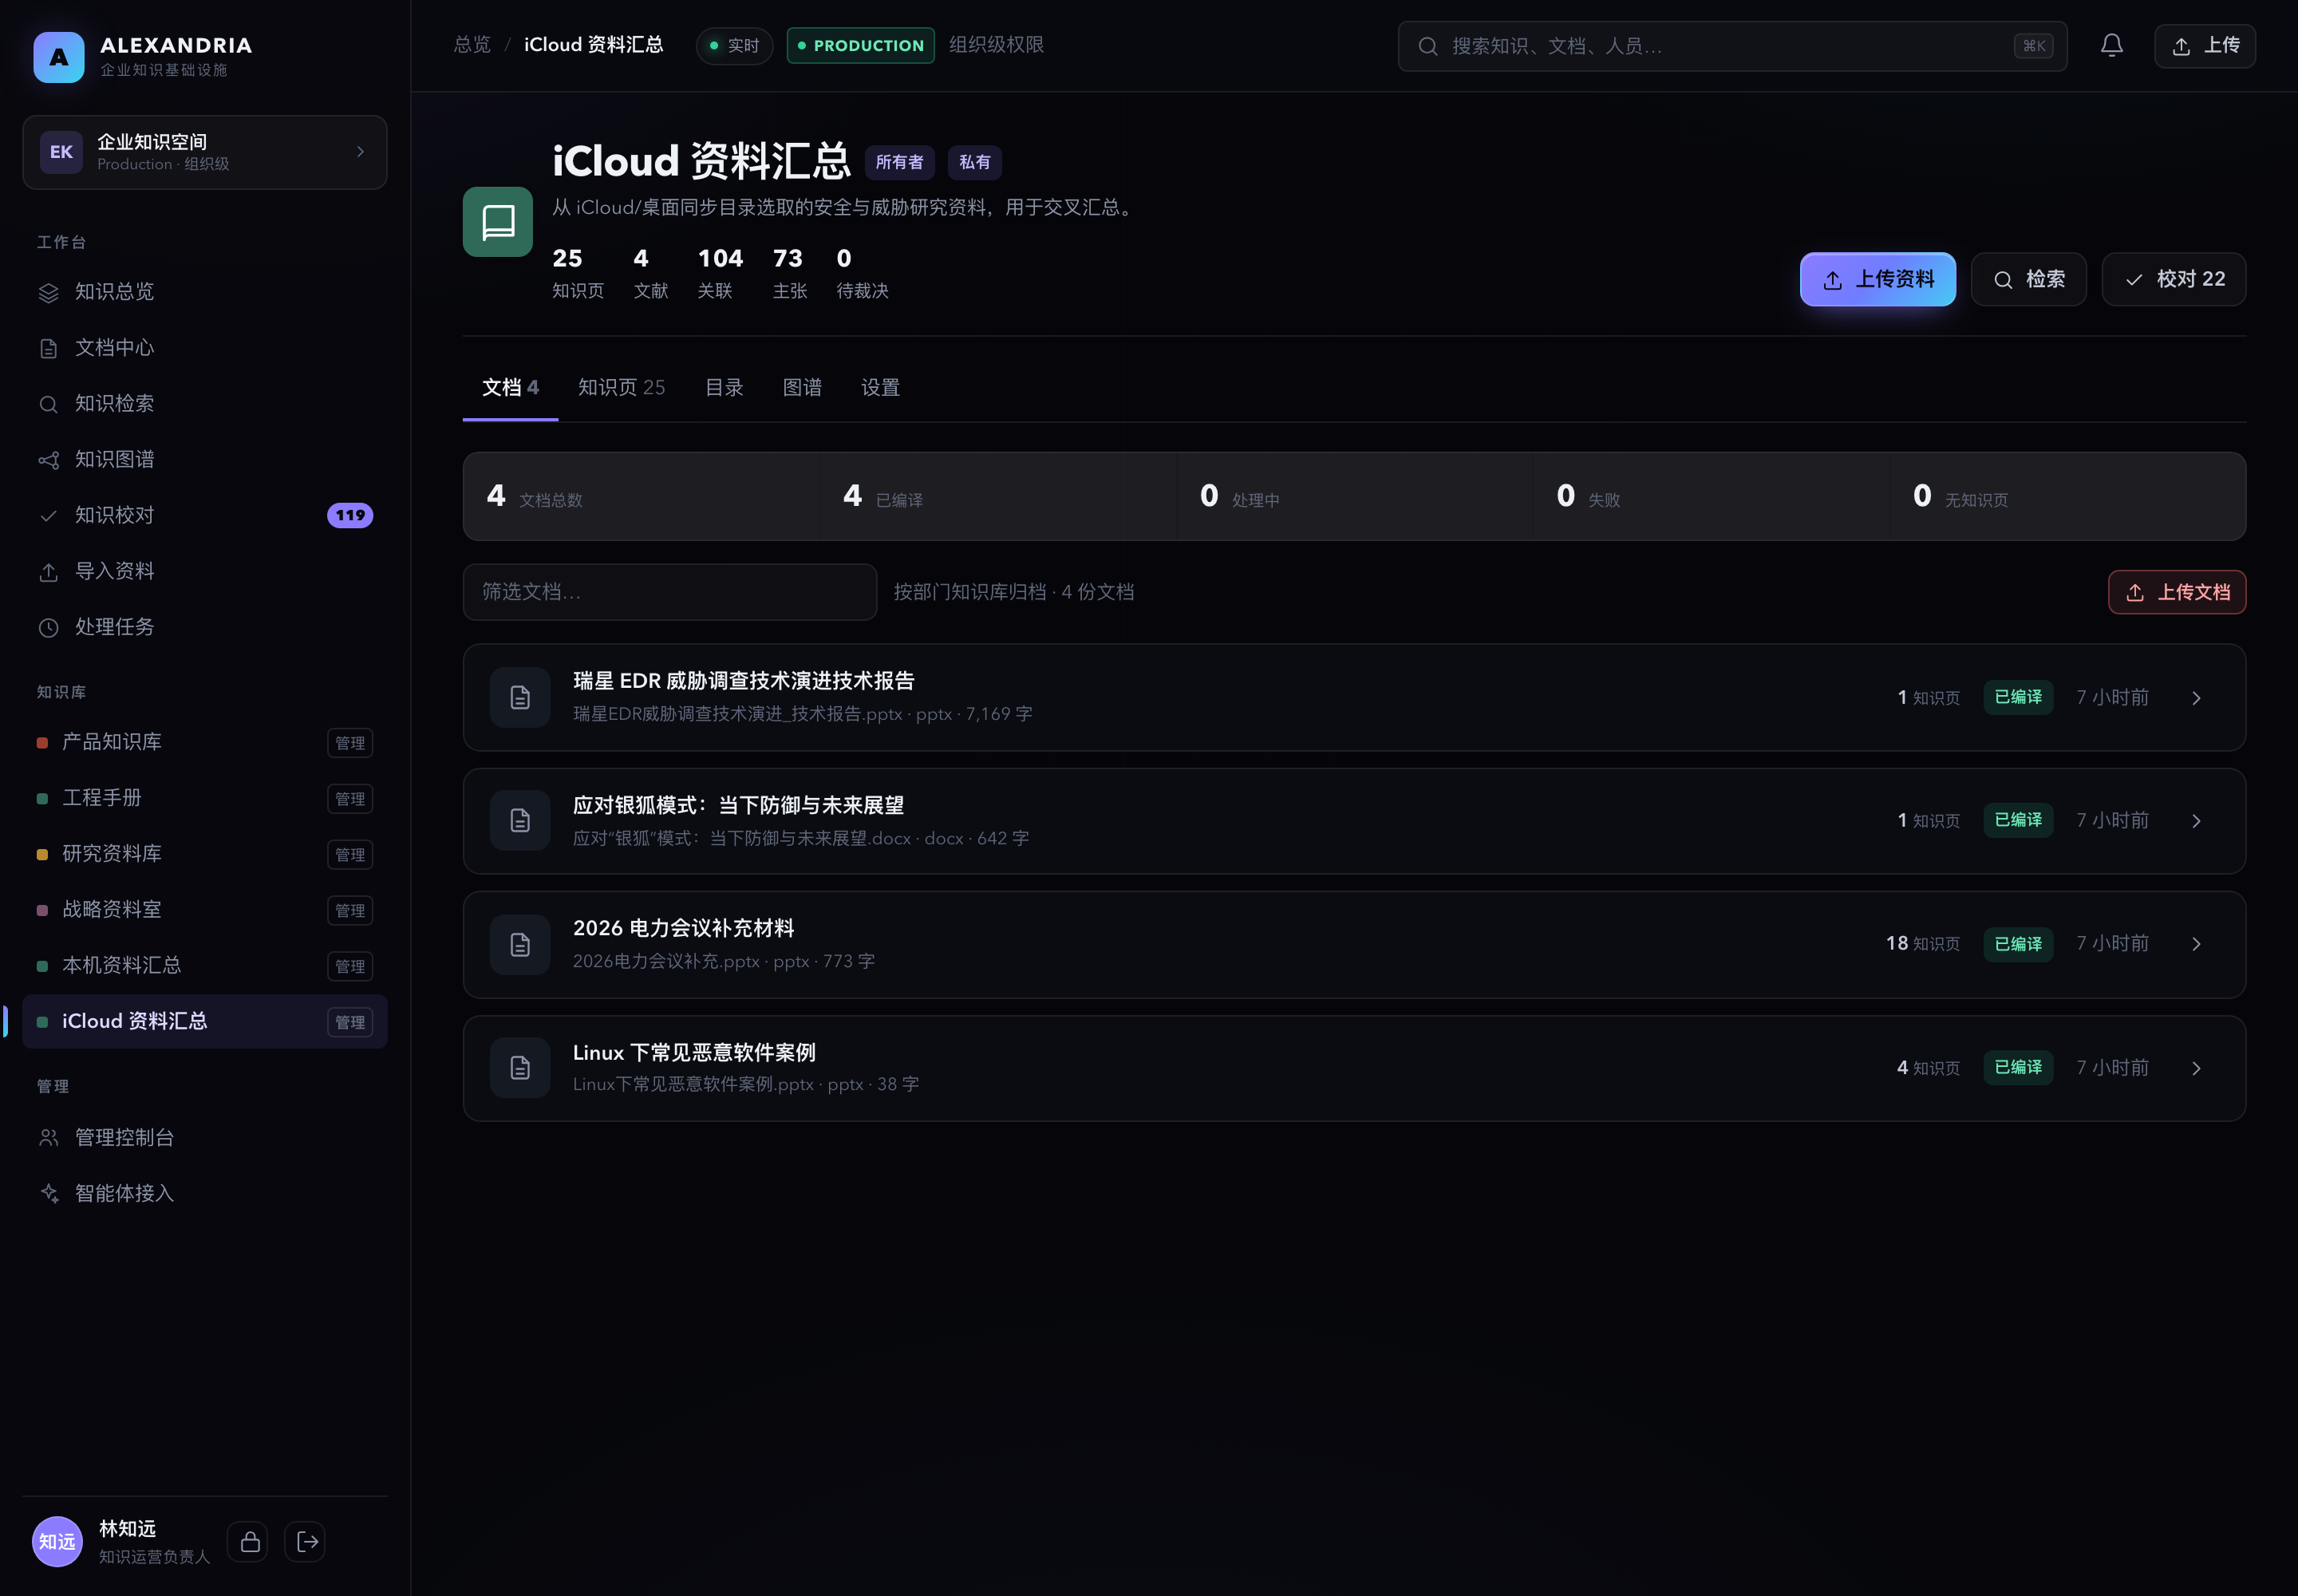 A
ALEXANDRIA
企业知识基础设施
EK
企业知识空间
Production · 组织级
工作台
知识总览
文档中心
知识检索
知识图谱
知识校对
119
导入资料
处理任务
知识库
产品知识库
管理
工程手册
管理
研究资料库
管理
战略资料室
管理
本机资料汇总
管理
iCloud 资料汇总
管理
管理
管理控制台
智能体接入
知远
林知远
知识运营负责人
总览 / iCloud 资料汇总
实时
PRODUCTION
组织级权限
搜索知识、文档、人员...
⌘K
上传
iCloud 资料汇总
所有者
私有
从 iCloud/桌面同步目录选取的安全与威胁研究资料，用于交叉汇总。
25 4 104 73 0
知识页 文献 关联 主张 待裁决
上传资料
检索
校对 22
文档 4
知识页 25
目录
图谱
设置
4 文档总数
4 已编译
0 处理中
0 失败
0 无知识页
筛选文档...
按部门知识库归档 · 4 份文档
上传文档
瑞星 EDR 威胁调查技术演进技术报告
瑞星EDR威胁调查技术演进_技术报告.pptx · pptx · 7,169 字
1 知识页
已编译
7 小时前
应对银狐模式：当下防御与未来展望
应对“银狐”模式：当下防御与未来展望.docx · docx · 642 字
1 知识页
已编译
7 小时前
2026 电力会议补充材料
2026电力会议补充.pptx · pptx · 773 字
18 知识页
已编译
7 小时前
Linux 下常见恶意软件案例
Linux下常见恶意软件案例.pptx · pptx · 38 字
4 知识页
已编译
7 小时前